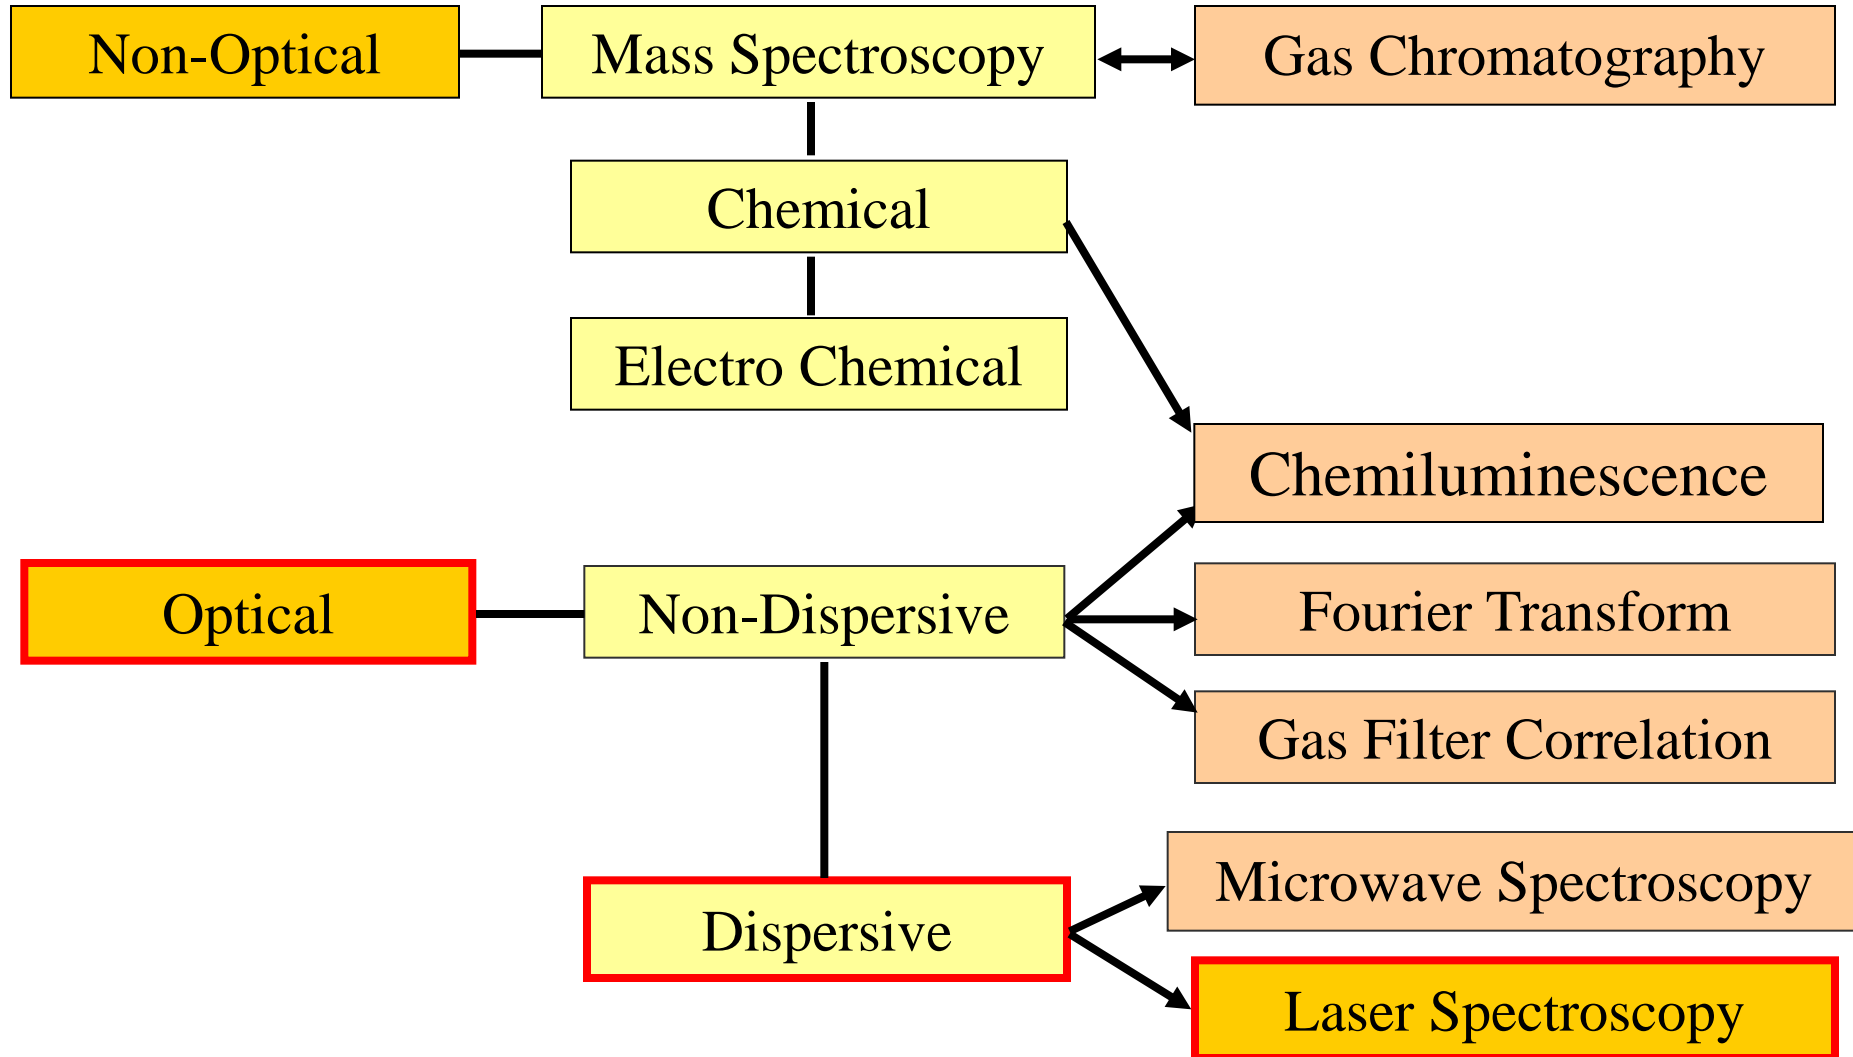 Non-Optical
Mass Spectroscopy
Gas Chromatography
Chemical
Electro Chemical
Chemiluminescence
Optical
Non-Dispersive
Fourier Transform
Gas Filter Correlation
Microwave Spectroscopy
Dispersive
Laser Spectroscopy